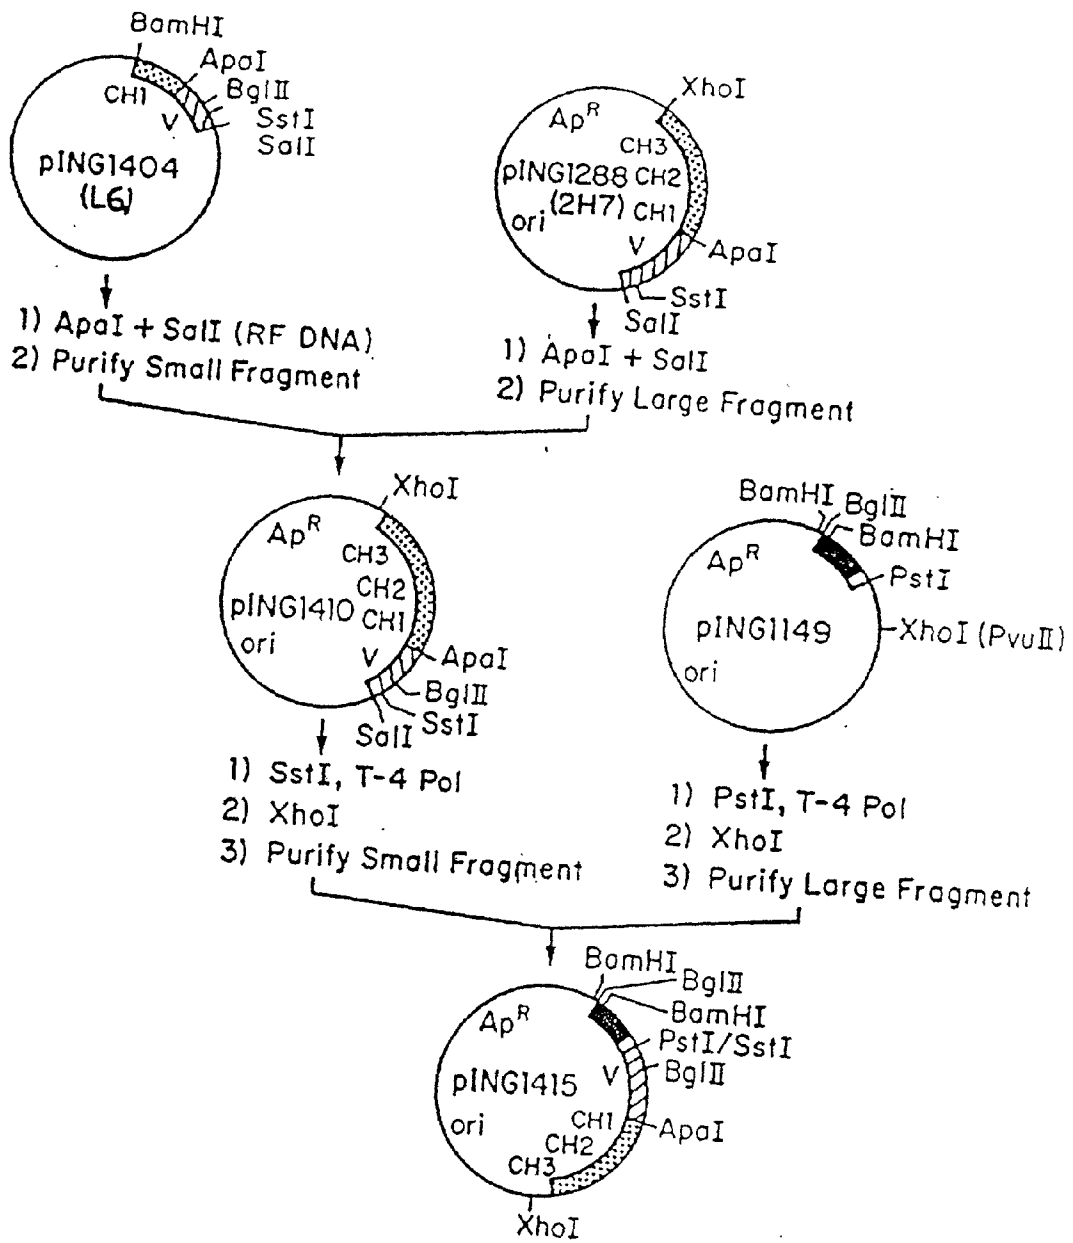 BamHI
ApaI
BglII
SstI
SalI
CH1
V
pING1404
(L6)
1) ApaI + SalI (RF DNA)
2) Purify Small Fragment
XhoI
Ap^R
CH3
pING1288 CH2
(2H7) CH1
ori
V
ApaI
SstI
SalI
1) ApaI + SalI
2) Purify Large Fragment
XhoI
Ap^R
CH3
CH2
pING1410 CH1
ori
V
ApaI
BglII
SstI
SalI
1) SstI, T-4 Pol
2) XhoI
3) Purify Small Fragment
BamHI
BglII
BamHI
Ap^R
PstI
pING1149
XhoI (PvuII)
ori
1) PstI, T-4 Pol
2) XhoI
3) Purify Large Fragment
BamHI
BglII
BamHI
Ap^R
PstI/SstI
V
BglII
pING1415
ori
CH1
ApaI
CH2
CH3
XhoI